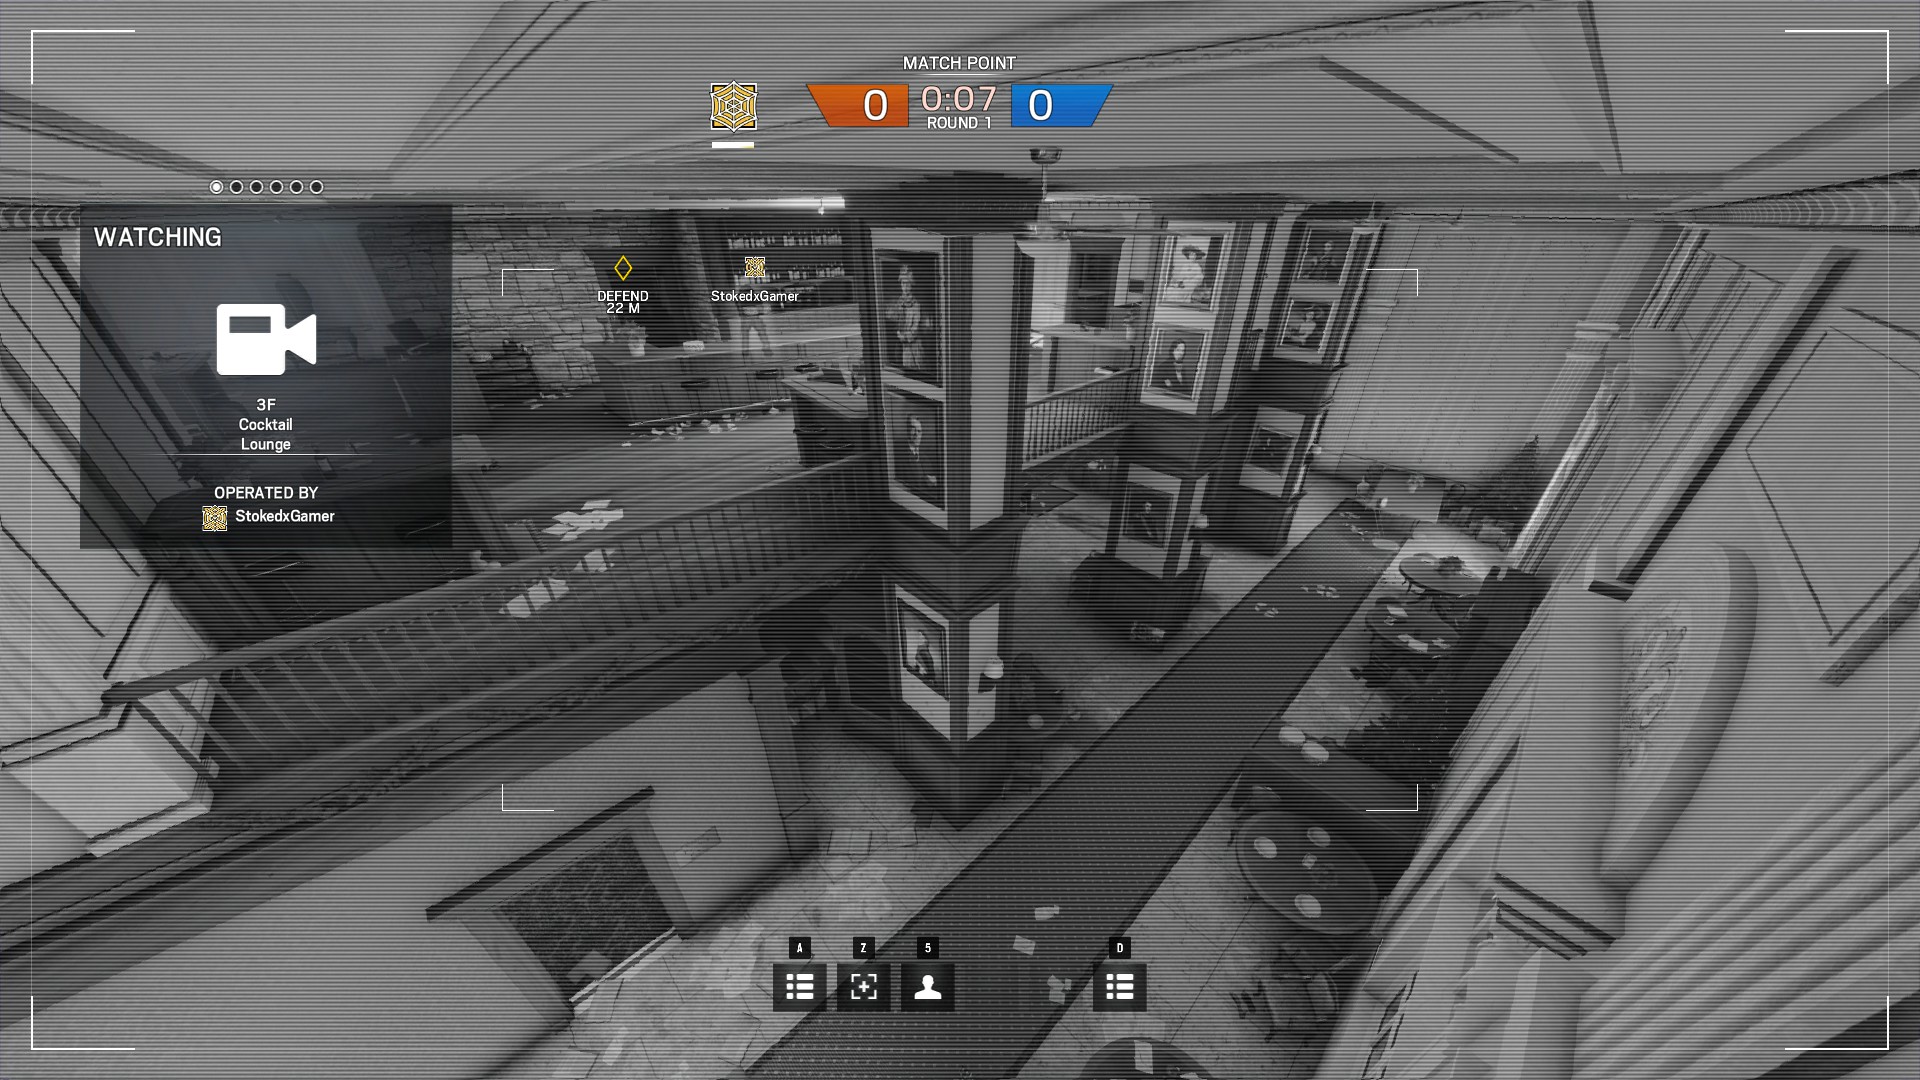 MATCH POINT
0
0:07
0
ROUND 1
WATCHING
3F
Cocktail
Lounge
OPERATED BY
StokedxGamer
DEFEND
22 M
StokedxGamer
A
Z
5
D